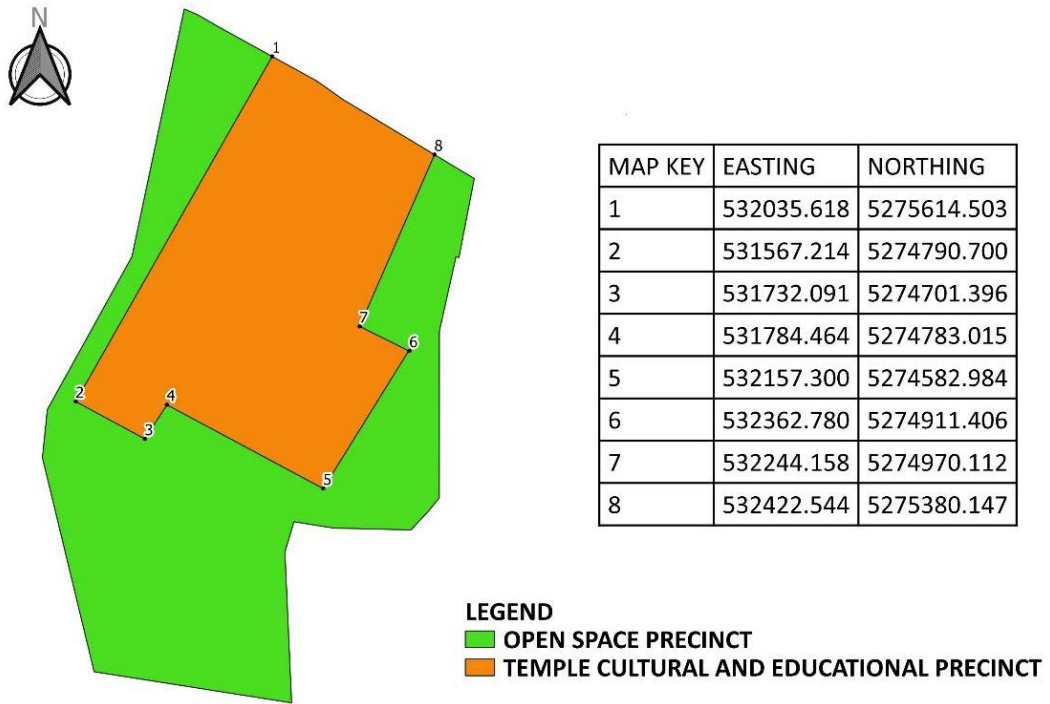 N
1
8
7
6
2
4
3
5
MAP KEY EASTING NORTHING
1 532035.618 5275614.503
2 531567.214 5274790.700
3 531732.091 5274701.396
4 531784.464 5274783.015
5 532157.300 5274582.984
6 532362.780 5274911.406
7 532244.158 5274970.112
8 532422.544 5275380.147
LEGEND
OPEN SPACE PRECINCT
TEMPLE CULTURAL AND EDUCATIONAL PRECINCT